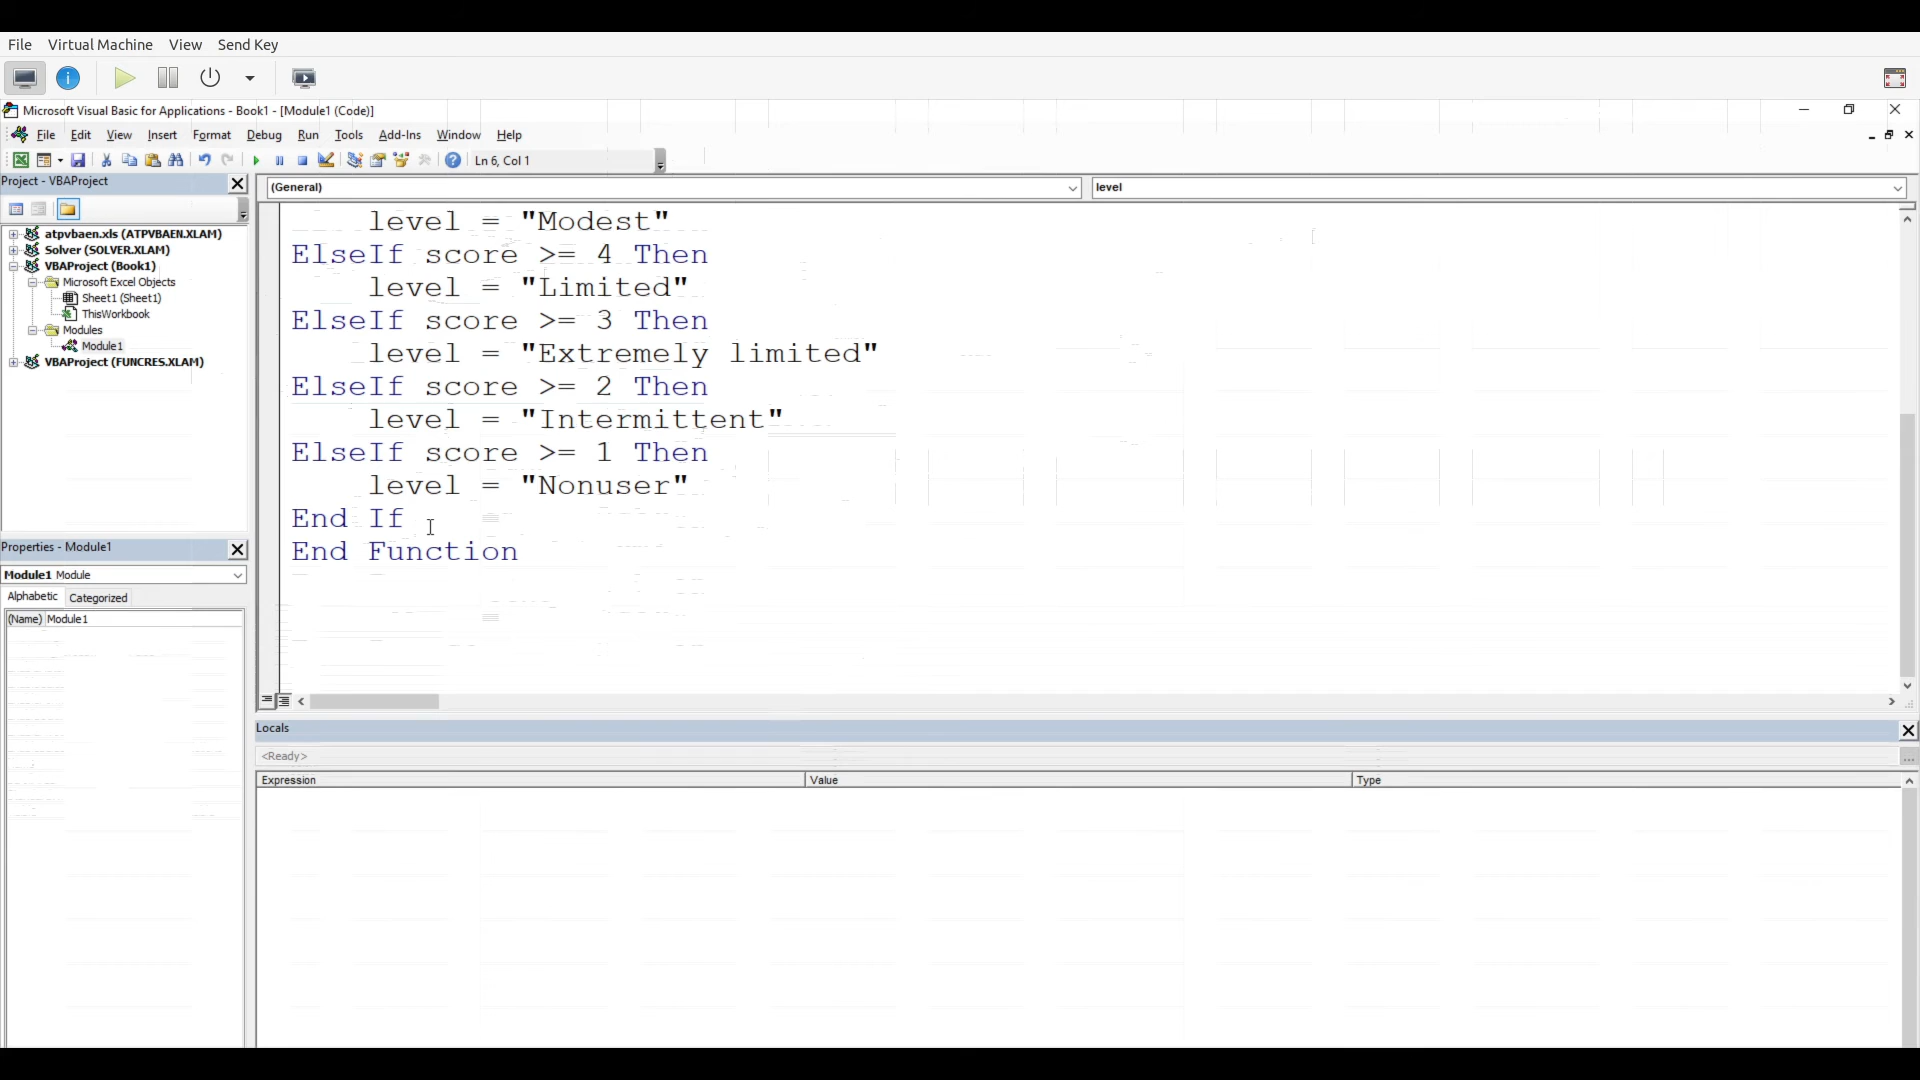 File Virtual Machine View Send Key
Microsoft Visual Basic for Applications - Book1 - [Module1 (Code)]
File Edit View Insert Format Debug Run Tools Add-Ins Window Help
Ln 6, Col 1
Project - VBAProject
(General)
level
atpvbaen.xls (ATPVBAEN.XLAM)
Solver (SOLVER.XLAM)
VBAProject (Book1)
Microsoft Excel Objects
Sheet1 (Sheet1)
ThisWorkbook
Modules
Module1
VBAProject (FUNCRES.XLAM)
level = "Modest"
ElseIf score >= 4 Then
level = "Limited"
ElseIf score >= 3 Then
level = "Extremely limited"
ElseIf score >= 2 Then
level = "Intermittent"
ElseIf score >= 1 Then
level = "Nonuser"
End If
End Function
Properties - Module1
Module1 Module
Alphabetic Categorized
(Name) Module1
Locals
<Ready>
Expression Value Type